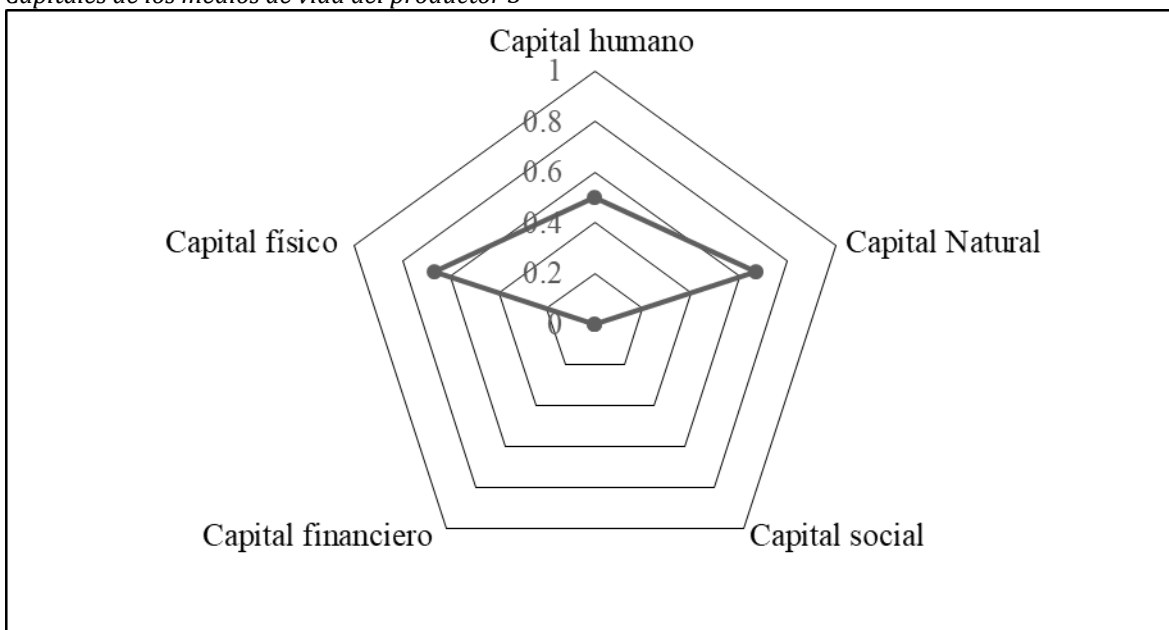 Capitales de los medios de vida del productor 3
Capital humano
1
0.8
0.6
Capital físico
Capital Natural
0.4
0.2
0
Capital financiero
Capital social